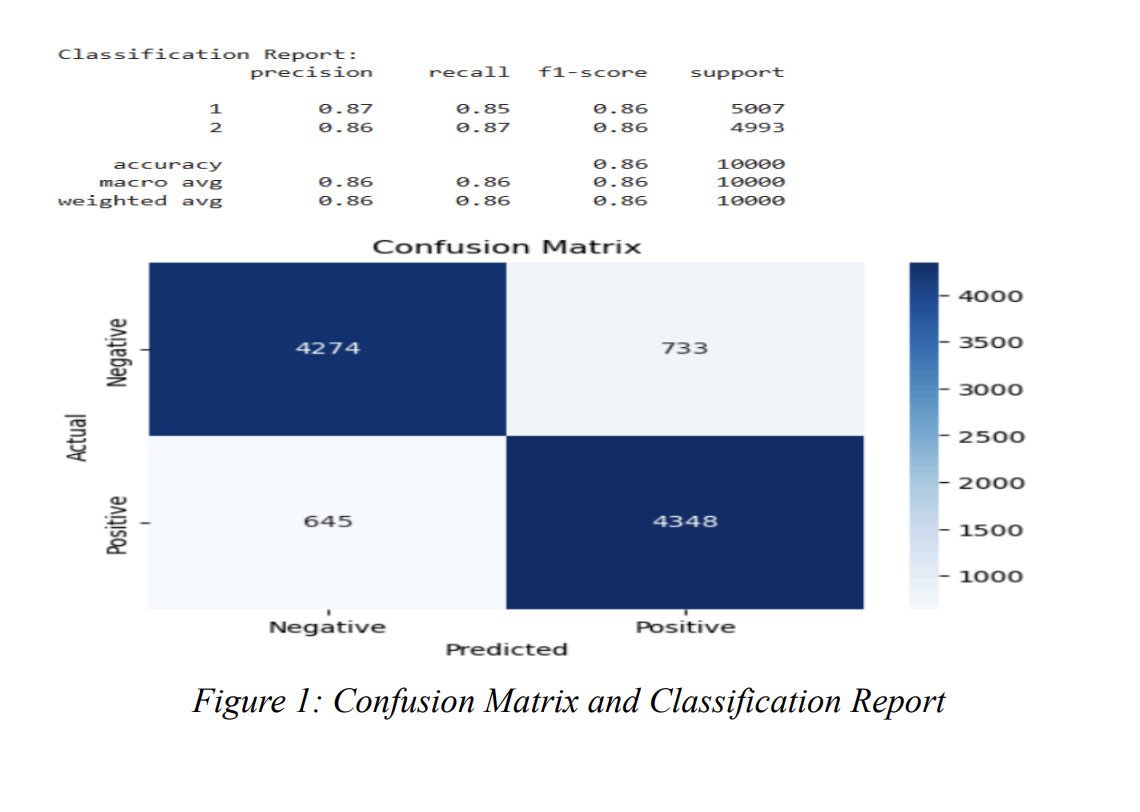 Classification Report:
precision recall f1-score support
1 0.87 0.85 0.86 5007
2 0.86 0.87 0.86 4993
accuracy 0.86 10000
macro avg 0.86 0.86 0.86 10000
weighted avg 0.86 0.86 0.86 10000
Confusion Matrix
Actual
Negative
4274 733
Positive
645 4348
Negative Positive
Predicted
4000
3500
3000
2500
2000
1500
1000
Figure 1: Confusion Matrix and Classification Report